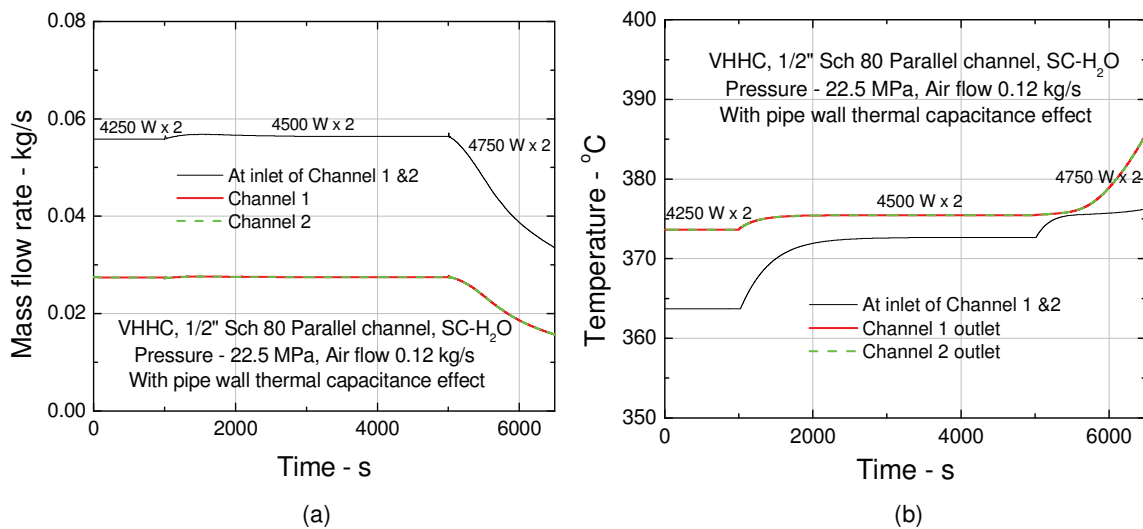 0.08
0.06
0.04
0.02
0.00
Mass flow rate - kg/s
4250 W x 2
4500 W x 2
4750 W x 2
At inlet of Channel 1 &2
Channel 1
Channel 2
VHHC, 1/2" Sch 80 Parallel channel, SC-H2O
Pressure - 22.5 MPa, Air flow 0.12 kg/s
With pipe wall thermal capacitance effect
0 2000 4000 6000
Time - s
(a)
400
390
380
370
360
350
Temperature - °C
VHHC, 1/2" Sch 80 Parallel channel, SC-H2O
Pressure - 22.5 MPa, Air flow 0.12 kg/s
With pipe wall thermal capacitance effect
4250 W x 2
4500 W x 2
4750 W x 2
At inlet of Channel 1 &2
Channel 1 outlet
Channel 2 outlet
0 2000 4000 6000
Time - s
(b)